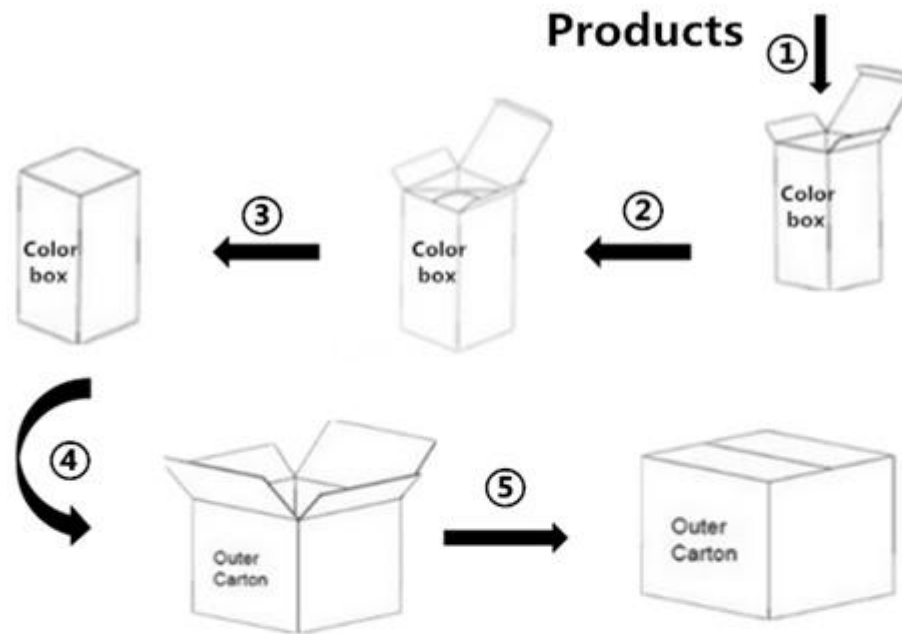 Products
①
Color
box
②
Color
box
③
Color
box
④
Outer
Carton
⑤
Outer
Carton